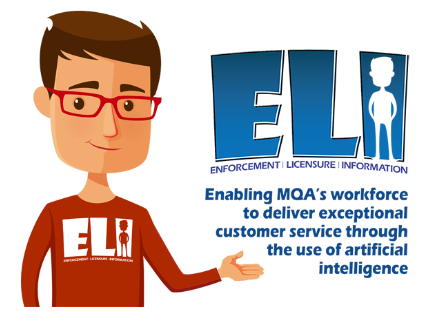 ELI
ENFORCEMENT | LICENSURE | INFORMATION
Enabling MQA's workforce
to deliver exceptional
customer service through
the use of artificial
intelligence
ELI
ENFORCEMENT | LICENSURE | INFORMATION